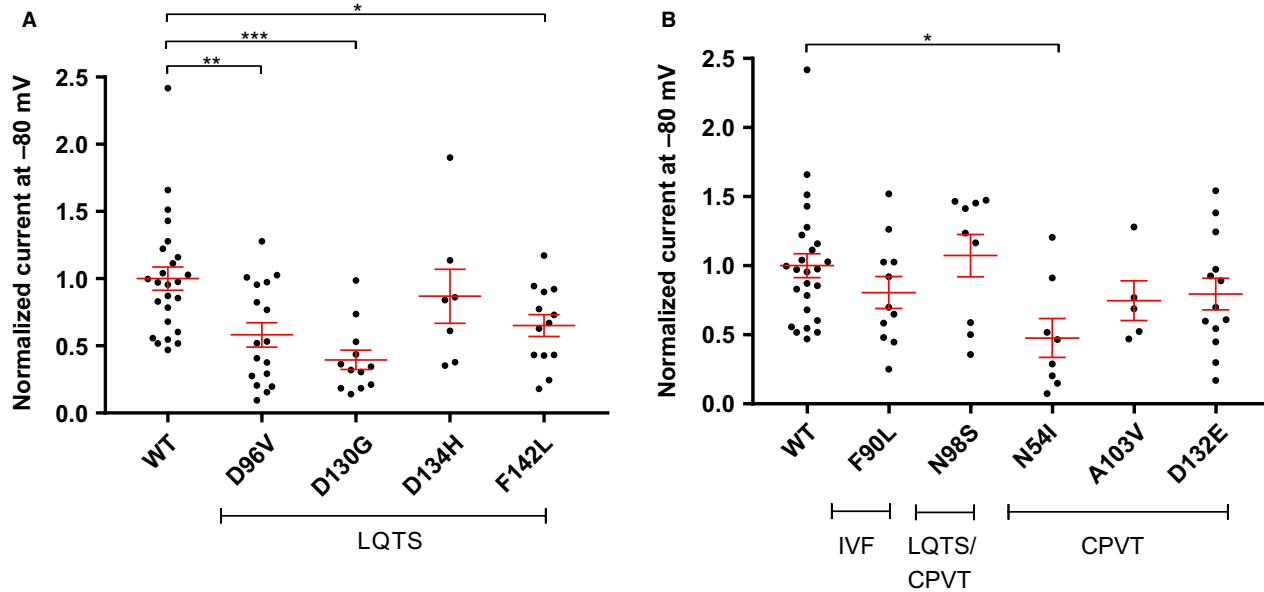 A
Normalized current at –80 mV
*
***
**
2.5
2.0
1.5
1.0
0.5
0.0
WT
D96V
D130G
D134H
F142L
LQTS
B
Normalized current at –80 mV
*
2.5
2.0
1.5
1.0
0.5
0.0
WT
F90L
N98S
N54I
A103V
D132E
IVF
LQTS/
CPVT
CPVT